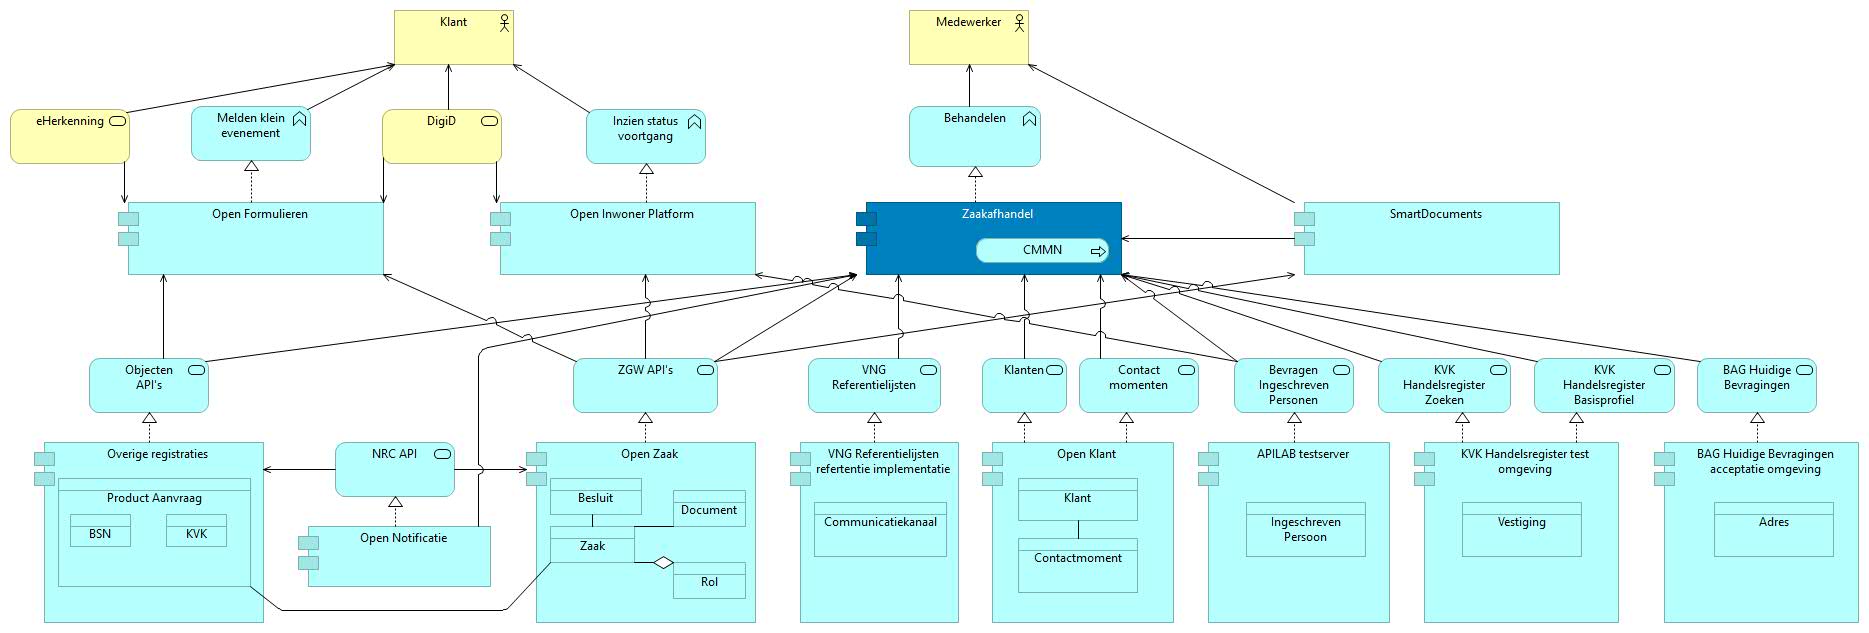 Klant
Medewerker
eHerkenning
Melden klein
evenement
DigiD
Inzien status
voortgang
Behandelen
Open Formulieren
Open Inwoner Platform
Zaakafhandel
CMMN
SmartDocuments
Objecten
API's
ZGW API's
VNG
Referentielijsten
Klanten
Contact
momenten
Bevragen
Ingeschreven
Personen
KVK
Handelsregister
Zoeken
KVK
Handelsregister
Basisprofiel
BAG Huidige
Bevragingen
Overige registraties
Product Aanvraag
BSN
KVK
NRC API
Open Notificatie
Open Zaak
Besluit
Document
Zaak
Rol
VNG Referentielijsten
refertentie implementatie
Communicatiekanaal
Open Klant
Klant
Contactmoment
APILAB testserver
Ingeschreven
Persoon
KVK Handelsregister test
omgeving
Vestiging
BAG Huidige Bevragingen
acceptatie omgeving
Adres